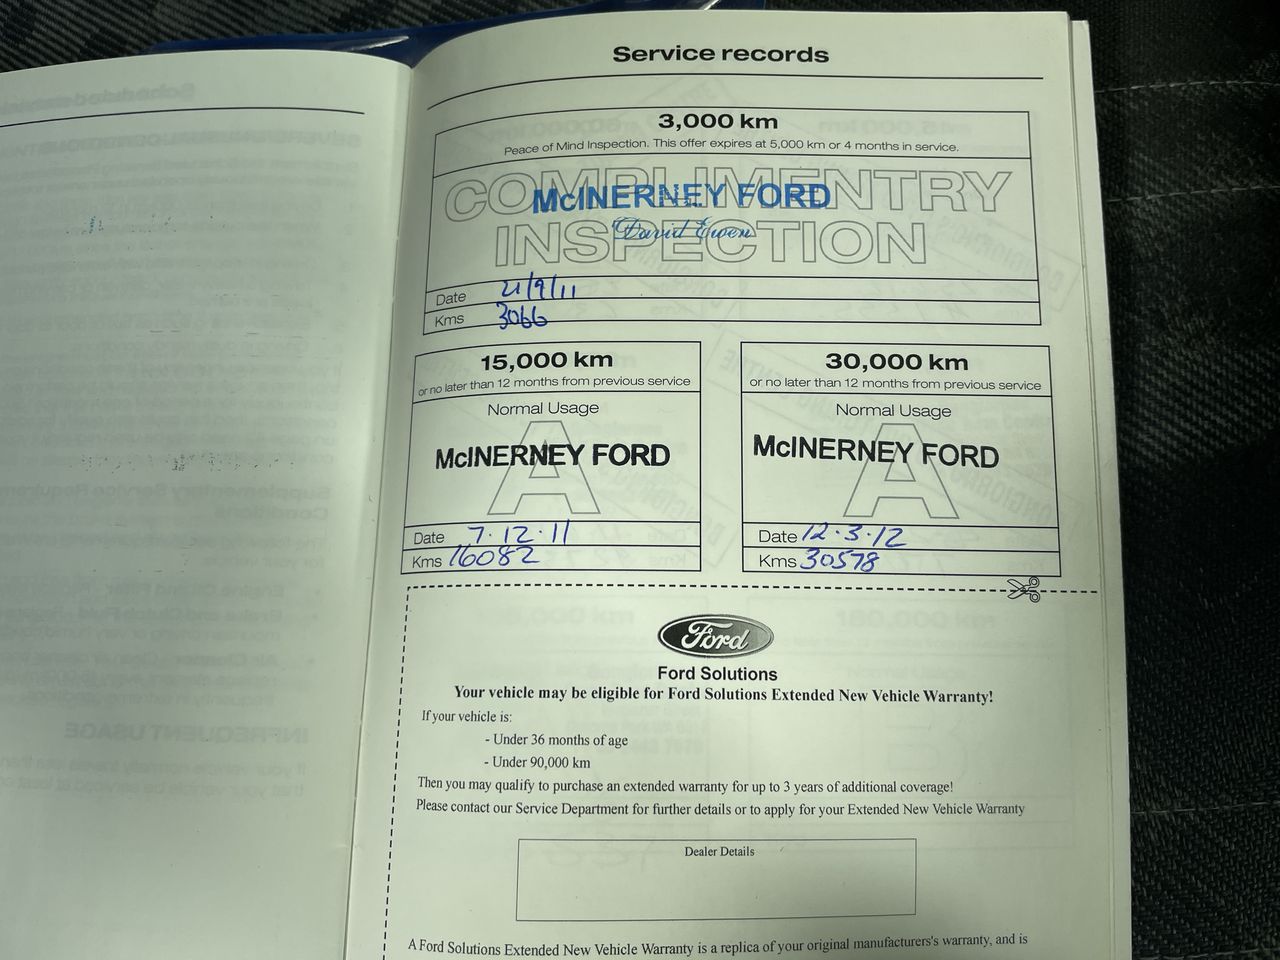 Service records
3,000 km
Peace of Mind Inspection. This offer expires at 5,000 km or 4 months in service.
COMPLIMENTRY
McINERNEY FORD
David Ewen
INSPECTION
Date 21/9/11
Kms 3066
15,000 km
or no later than 12 months from previous service
Normal Usage
A
McINERNEY FORD
Date 7.12.11
Kms 16082
30,000 km
or no later than 12 months from previous service
Normal Usage
A
McINERNEY FORD
Date 12.3.12
Kms 30578
Ford
Ford Solutions
Your vehicle may be eligible for Ford Solutions Extended New Vehicle Warranty!
If your vehicle is:
- Under 36 months of age
- Under 90,000 km
Then you may qualify to purchase an extended warranty for up to 3 years of additional coverage!
Please contact our Service Department for further details or to apply for your Extended New Vehicle Warranty
Dealer Details
A Ford Solutions Extended New Vehicle Warranty is a replica of your original manufacturers's warranty, and is